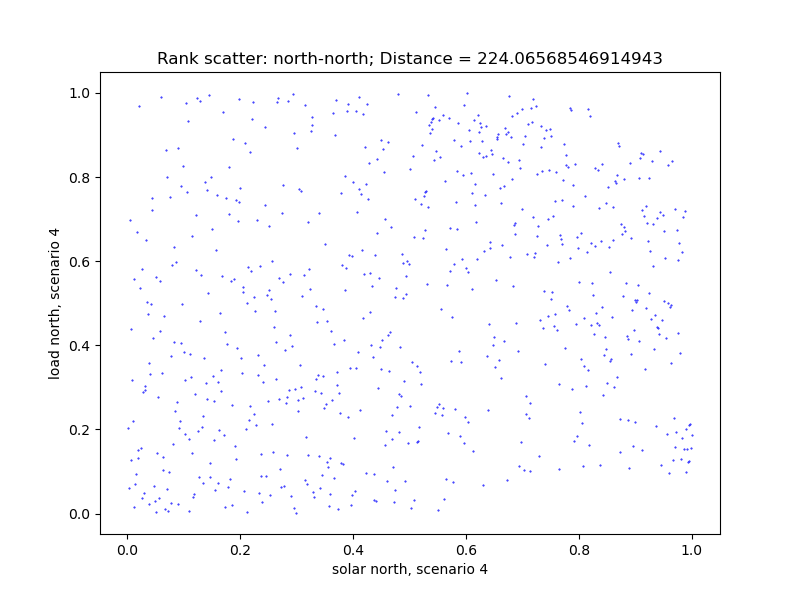 Rank scatter: north-north; Distance = 224.06568546914943
1.0
0.8
0.6
0.4
0.2
0.0
load north, scenario 4
0.0 0.2 0.4 0.6 0.8 1.0
solar north, scenario 4